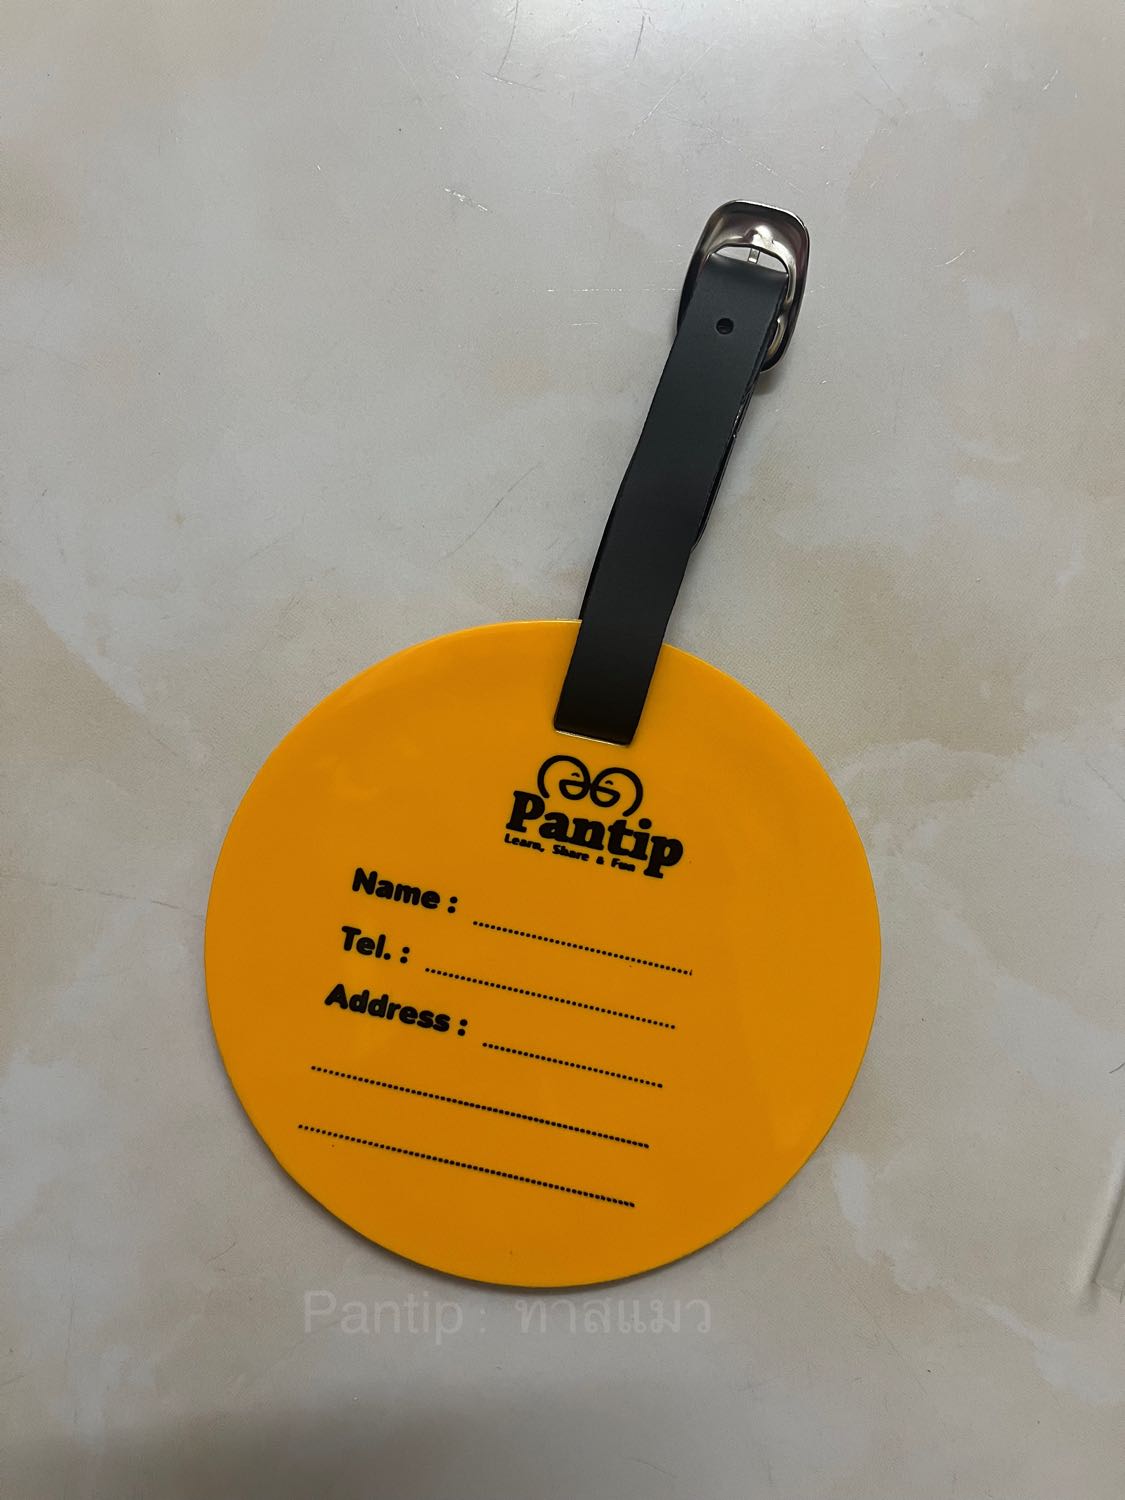 Pantip
Learn, Share & Fun
Name :
Tel. :
Address :
Pantip : ทาสแมว